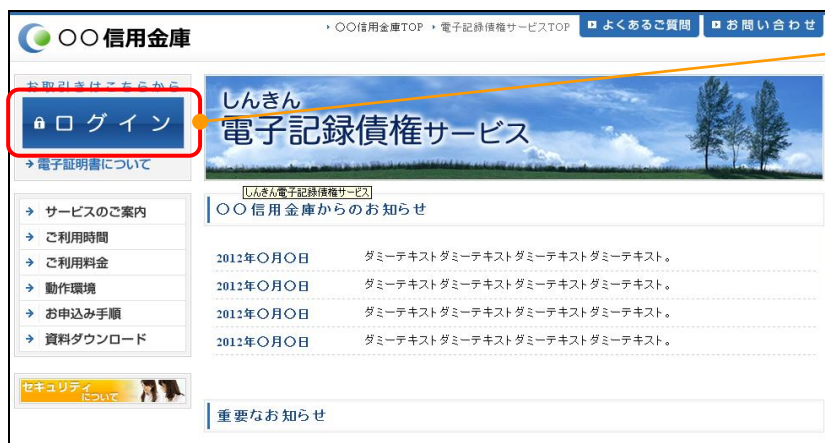 〇〇信用金庫
〇〇信用金庫TOP 電子記録債権サービスTOP よくあるご質問 お問い合わせ
お取引きはこちらから
ログイン
電子証明書について
しんきん
電子記録債権サービス
しんきん電子記録債権サービス
サービスのご案内
ご利用時間
ご利用料金
動作環境
お申込み手順
資料ダウンロード
セキュリティ
について
〇〇信用金庫からのお知らせ
2012年〇月〇日 ダミーテキストダミーテキストダミーテキストダミーテキスト。
2012年〇月〇日 ダミーテキストダミーテキストダミーテキストダミーテキスト。
2012年〇月〇日 ダミーテキストダミーテキストダミーテキストダミーテキスト。
2012年〇月〇日 ダミーテキストダミーテキストダミーテキストダミーテキスト。
重要なお知らせ